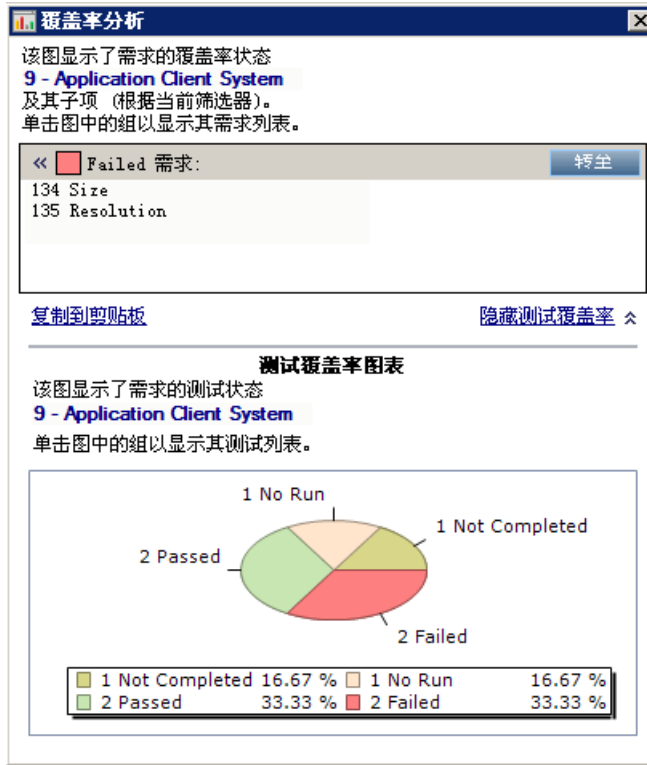 覆盖率分析
该图显示了需求的覆盖率状态
9 - Application Client System
及其子项 (根据当前筛选器)。
单击图中的组以显示其需求列表。
« Failed 需求:
转至
134 Size
135 Resolution
复制到剪贴板
隐藏测试覆盖率
测试覆盖率图表
该图显示了需求的测试状态
9 - Application Client System
单击图中的组以显示其测试列表。
1 No Run
1 Not Completed
2 Passed
2 Failed
1 Not Completed 16.67 % 1 No Run 16.67 %
2 Passed 33.33 % 2 Failed 33.33 %